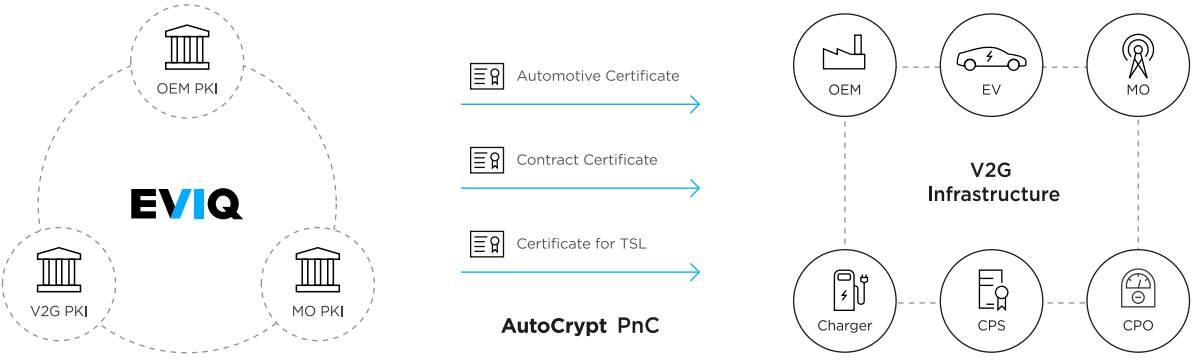 OEM PKI
EVIQ
V2G PKI
MO PKI
Automotive Certificate
Contract Certificate
Certificate for TSL
AutoCrypt PnC
OEM
EV
MO
V2G
Infrastructure
Charger
CPS
CPO